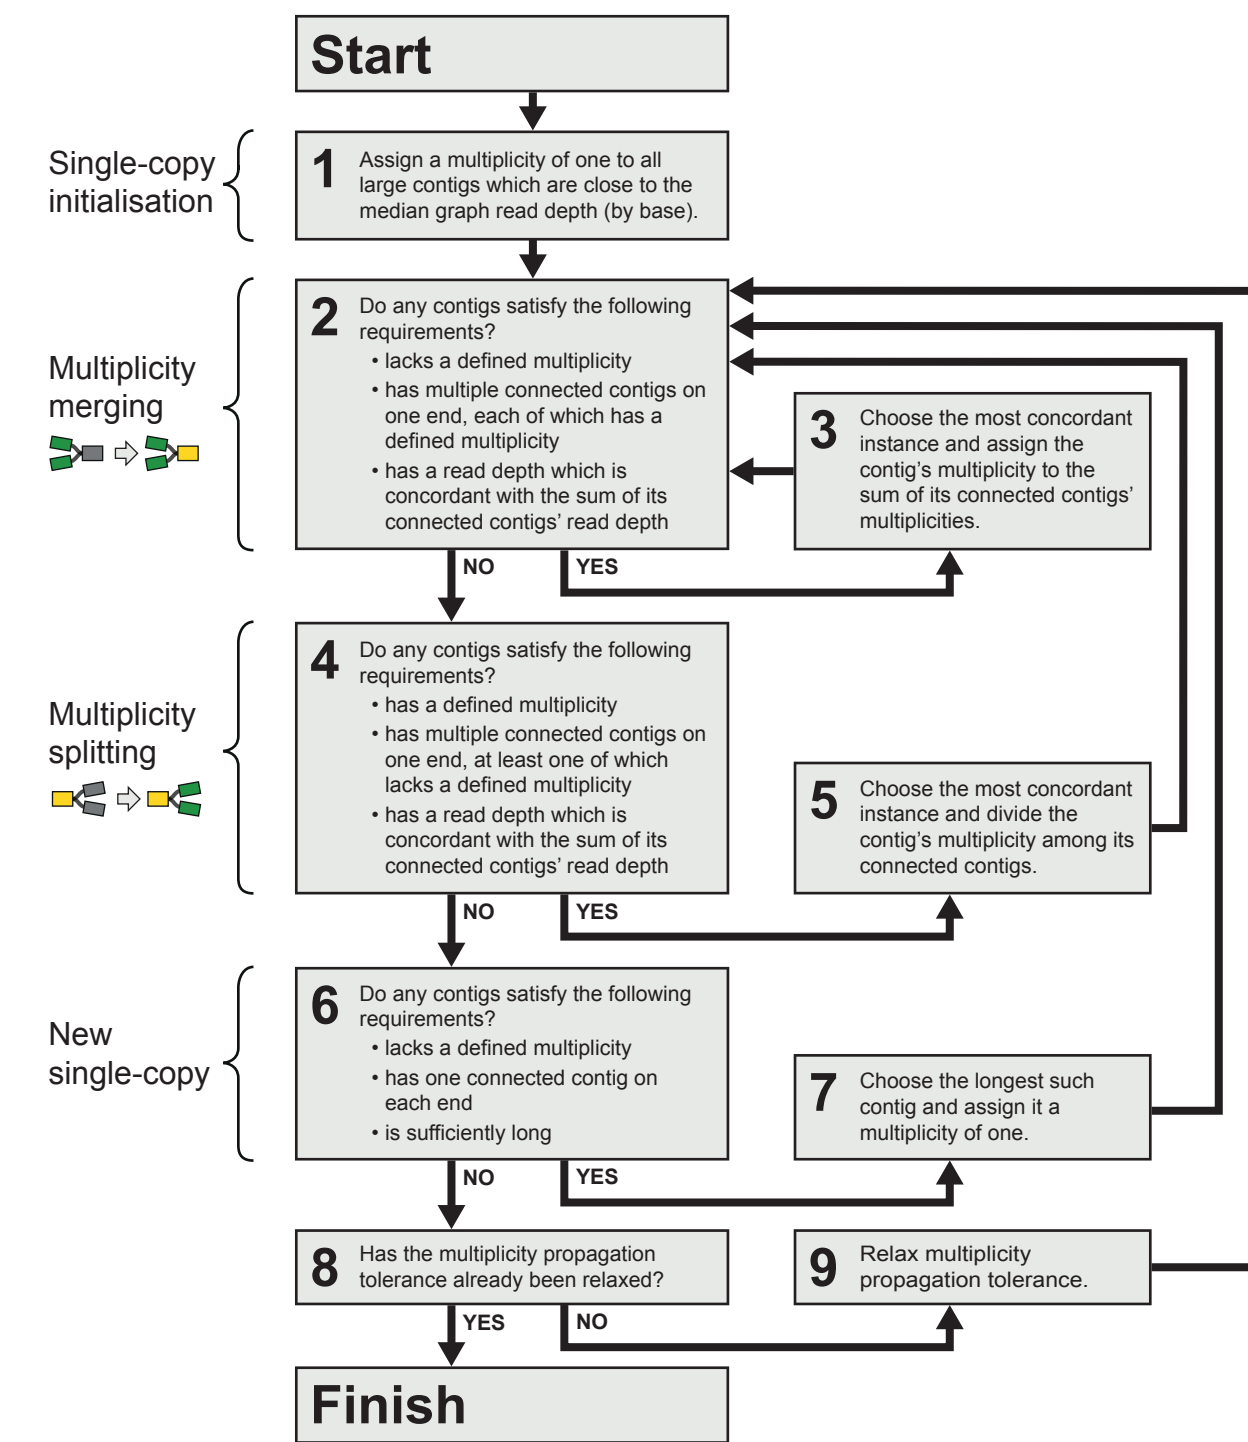 Start
Single-copy
initialisation
1
Assign a multiplicity of one to all
large contigs which are close to the
median graph read depth (by base).
Multiplicity
merging
2
Do any contigs satisfy the following
requirements?
• lacks a defined multiplicity
• has multiple connected contigs on
one end, each of which has a
defined multiplicity
• has a read depth which is
concordant with the sum of its
connected contigs’ read depth
3
Choose the most concordant
instance and assign the
contig’s multiplicity to the
sum of its connected contigs’
multiplicities.
NO
YES
Multiplicity
splitting
4
Do any contigs satisfy the following
requirements?
• has a defined multiplicity
• has multiple connected contigs on
one end, at least one of which
lacks a defined multiplicity
• has a read depth which is
concordant with the sum of its
connected contigs’ read depth
5
Choose the most concordant
instance and divide the
contig’s multiplicity among its
connected contigs.
NO
YES
New
single-copy
6
Do any contigs satisfy the following
requirements?
• lacks a defined multiplicity
• has one connected contig on
each end
• is sufficiently long
7
Choose the longest such
contig and assign it a
multiplicity of one.
NO
YES
8
Has the multiplicity propagation
tolerance already been relaxed?
9
Relax multiplicity
propagation tolerance.
YES
NO
Finish